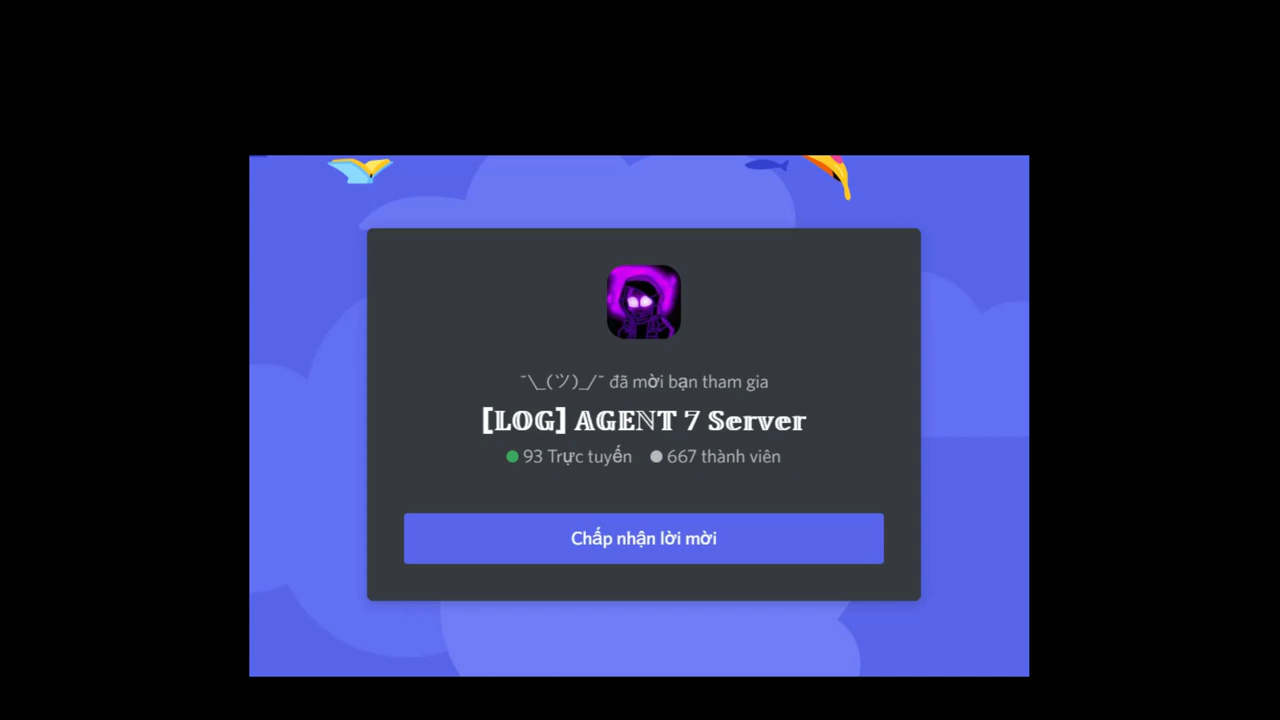 ¯\_(ツ)_/¯ đã mời bạn tham gia
[LOG] AGENT 7 Server
93 Trực tuyến 667 thành viên
Chấp nhận lời mời